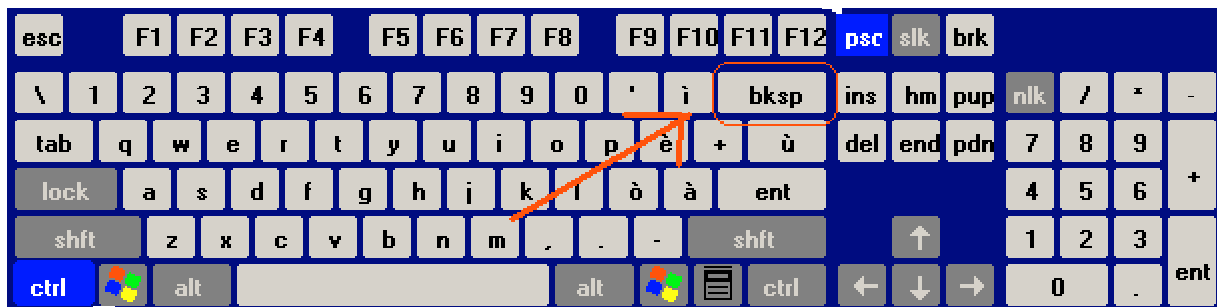 esc F1 F2 F3 F4 F5 F6 F7 F8 F9 F10 F11 F12 psc slk brk
\ 1 2 3 4 5 6 7 8 9 0 ' ì bksp ins hm pup nlk / * -
tab q w e r t y u i o p è + ù del end pdn 7 8 9 +
lock a s d f g h j k l ò à ent 4 5 6
shft z x c v b n m , . - shft ↑ 1 2 3 ent
ctrl alt alt ctrl ← ↓ → 0 .